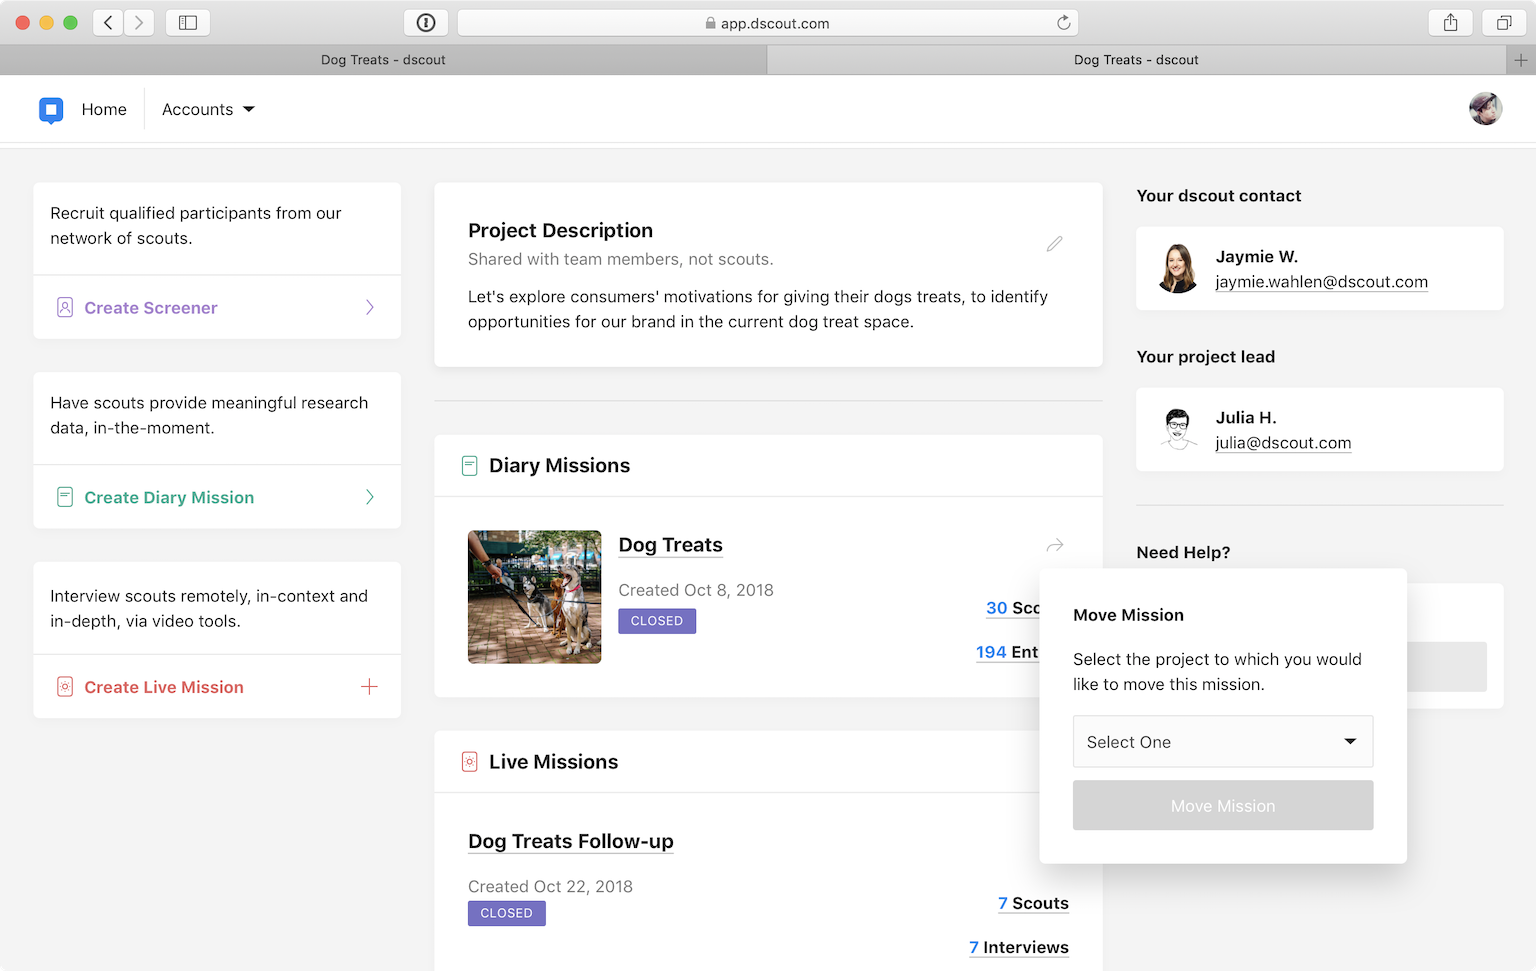 app.dscout.com
Dog Treats - dscout
Dog Treats - dscout
Home
Accounts
Recruit qualified participants from our
network of scouts.
Create Screener
Have scouts provide meaningful research
data, in-the-moment.
Create Diary Mission
Interview scouts remotely, in-context and
in-depth, via video tools.
Create Live Mission
Project Description
Shared with team members, not scouts.
Let's explore consumers' motivations for giving their dogs treats, to identify
opportunities for our brand in the current dog treat space.
Diary Missions
Dog Treats
Created Oct 8, 2018
CLOSED
30 Sco
194 Ent
Live Missions
Dog Treats Follow-up
Created Oct 22, 2018
CLOSED
7 Scouts
7 Interviews
Your dscout contact
Jaymie W.
jaymie.wahlen@dscout.com
Your project lead
Julia H.
julia@dscout.com
Need Help?
Move Mission
Select the project to which you would
like to move this mission.
Select One
Move Mission